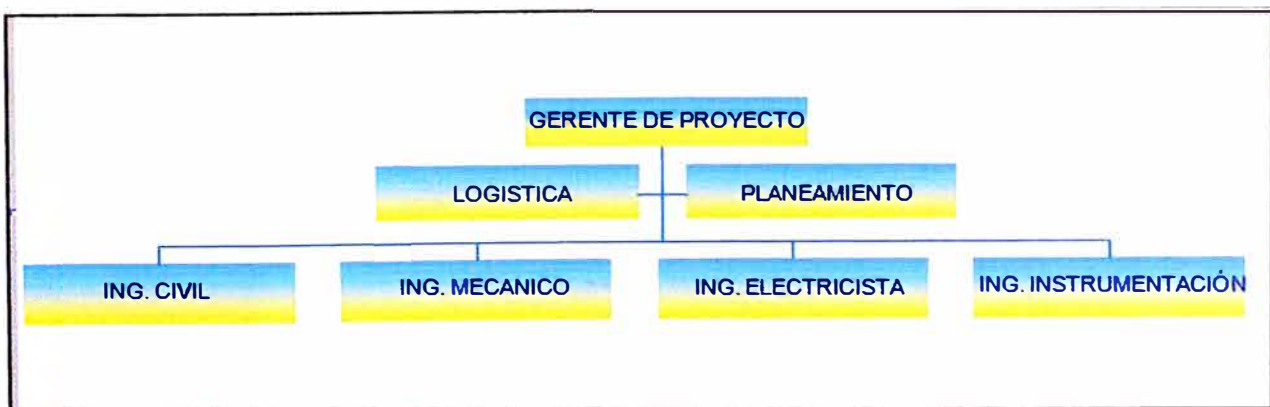 GERENTE DE PROYECTO
LOGISTICA
PLANEAMIENTO
ING. CIVIL
ING. MECANICO
ING. ELECTRICISTA
ING. INSTRUMENTACIÓN